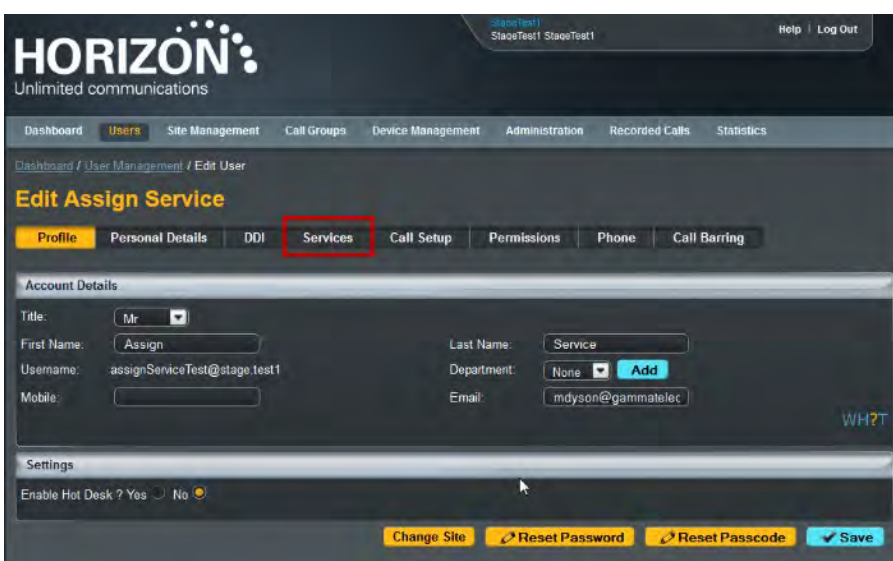 StageTest1
StageTest1 StageTest1
Help | Log Out
HORIZON
Unlimited communications
Dashboard Users Site Management Call Groups Device Management Administration Recorded Calls Statistics
Dashboard / User Management / Edit User
Edit Assign Service
Profile Personal Details DDI Services Call Setup Permissions Phone Call Barring
Account Details
Title: Mr
First Name: Assign Last Name: Service
Username: assignServiceTest@stage.test1 Department: None Add
Mobile: Email: mdyson@gammatelec
WH?T
Settings
Enable Hot Desk ? Yes No
Change Site Reset Password Reset Passcode Save